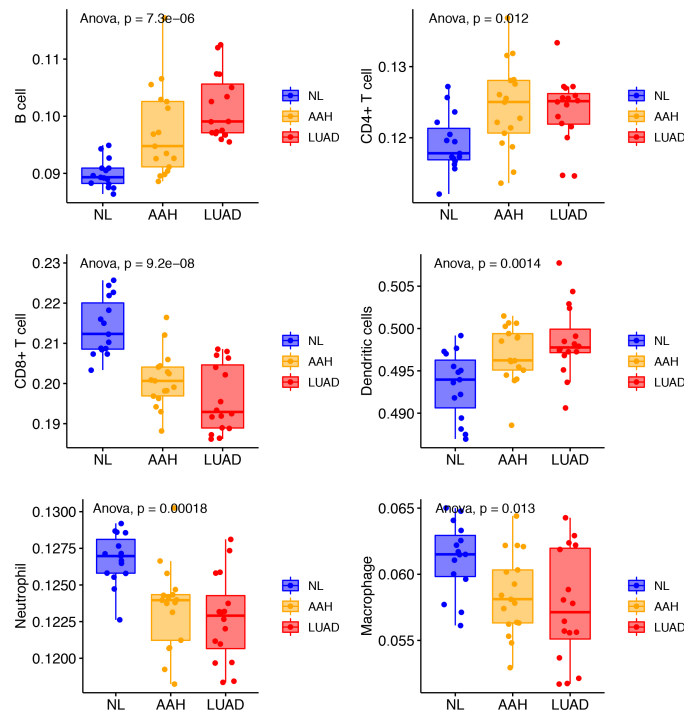 Anova, p = 7.3e−06
B cell
0.11
0.10
0.09
NL
AAH
LUAD
NL
AAH
LUAD
Anova, p = 0.012
CD4+ T cell
0.13
0.12
NL
AAH
LUAD
NL
AAH
LUAD
Anova, p = 9.2e−08
CD8+ T cell
0.23
0.22
0.21
0.20
0.19
NL
AAH
LUAD
NL
AAH
LUAD
Anova, p = 0.0014
Dendritic cells
0.505
0.500
0.495
0.490
NL
AAH
LUAD
NL
AAH
LUAD
Anova, p = 0.00018
Neutrophil
0.1300
0.1275
0.1250
0.1225
0.1200
NL
AAH
LUAD
NL
AAH
LUAD
Anova, p = 0.013
Macrophage
0.065
0.060
0.055
NL
AAH
LUAD
NL
AAH
LUAD